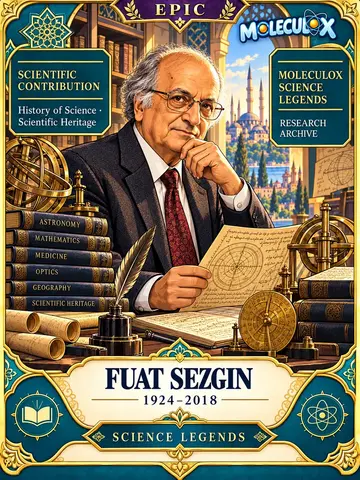 EPIC
MOLECULOX
SCIENTIFIC
CONTRIBUTION
History of Science ·
Scientific Heritage
MOLECULOX
SCIENCE
LEGENDS
RESEARCH
ARCHIVE
ASTRONOMY
MATHEMATICS
MEDICINE
OPTICS
GEOGRAPHY
SCIENTIFIC HERITAGE
FUAT SEZGIN
1924–2018
SCIENCE LEGENDS